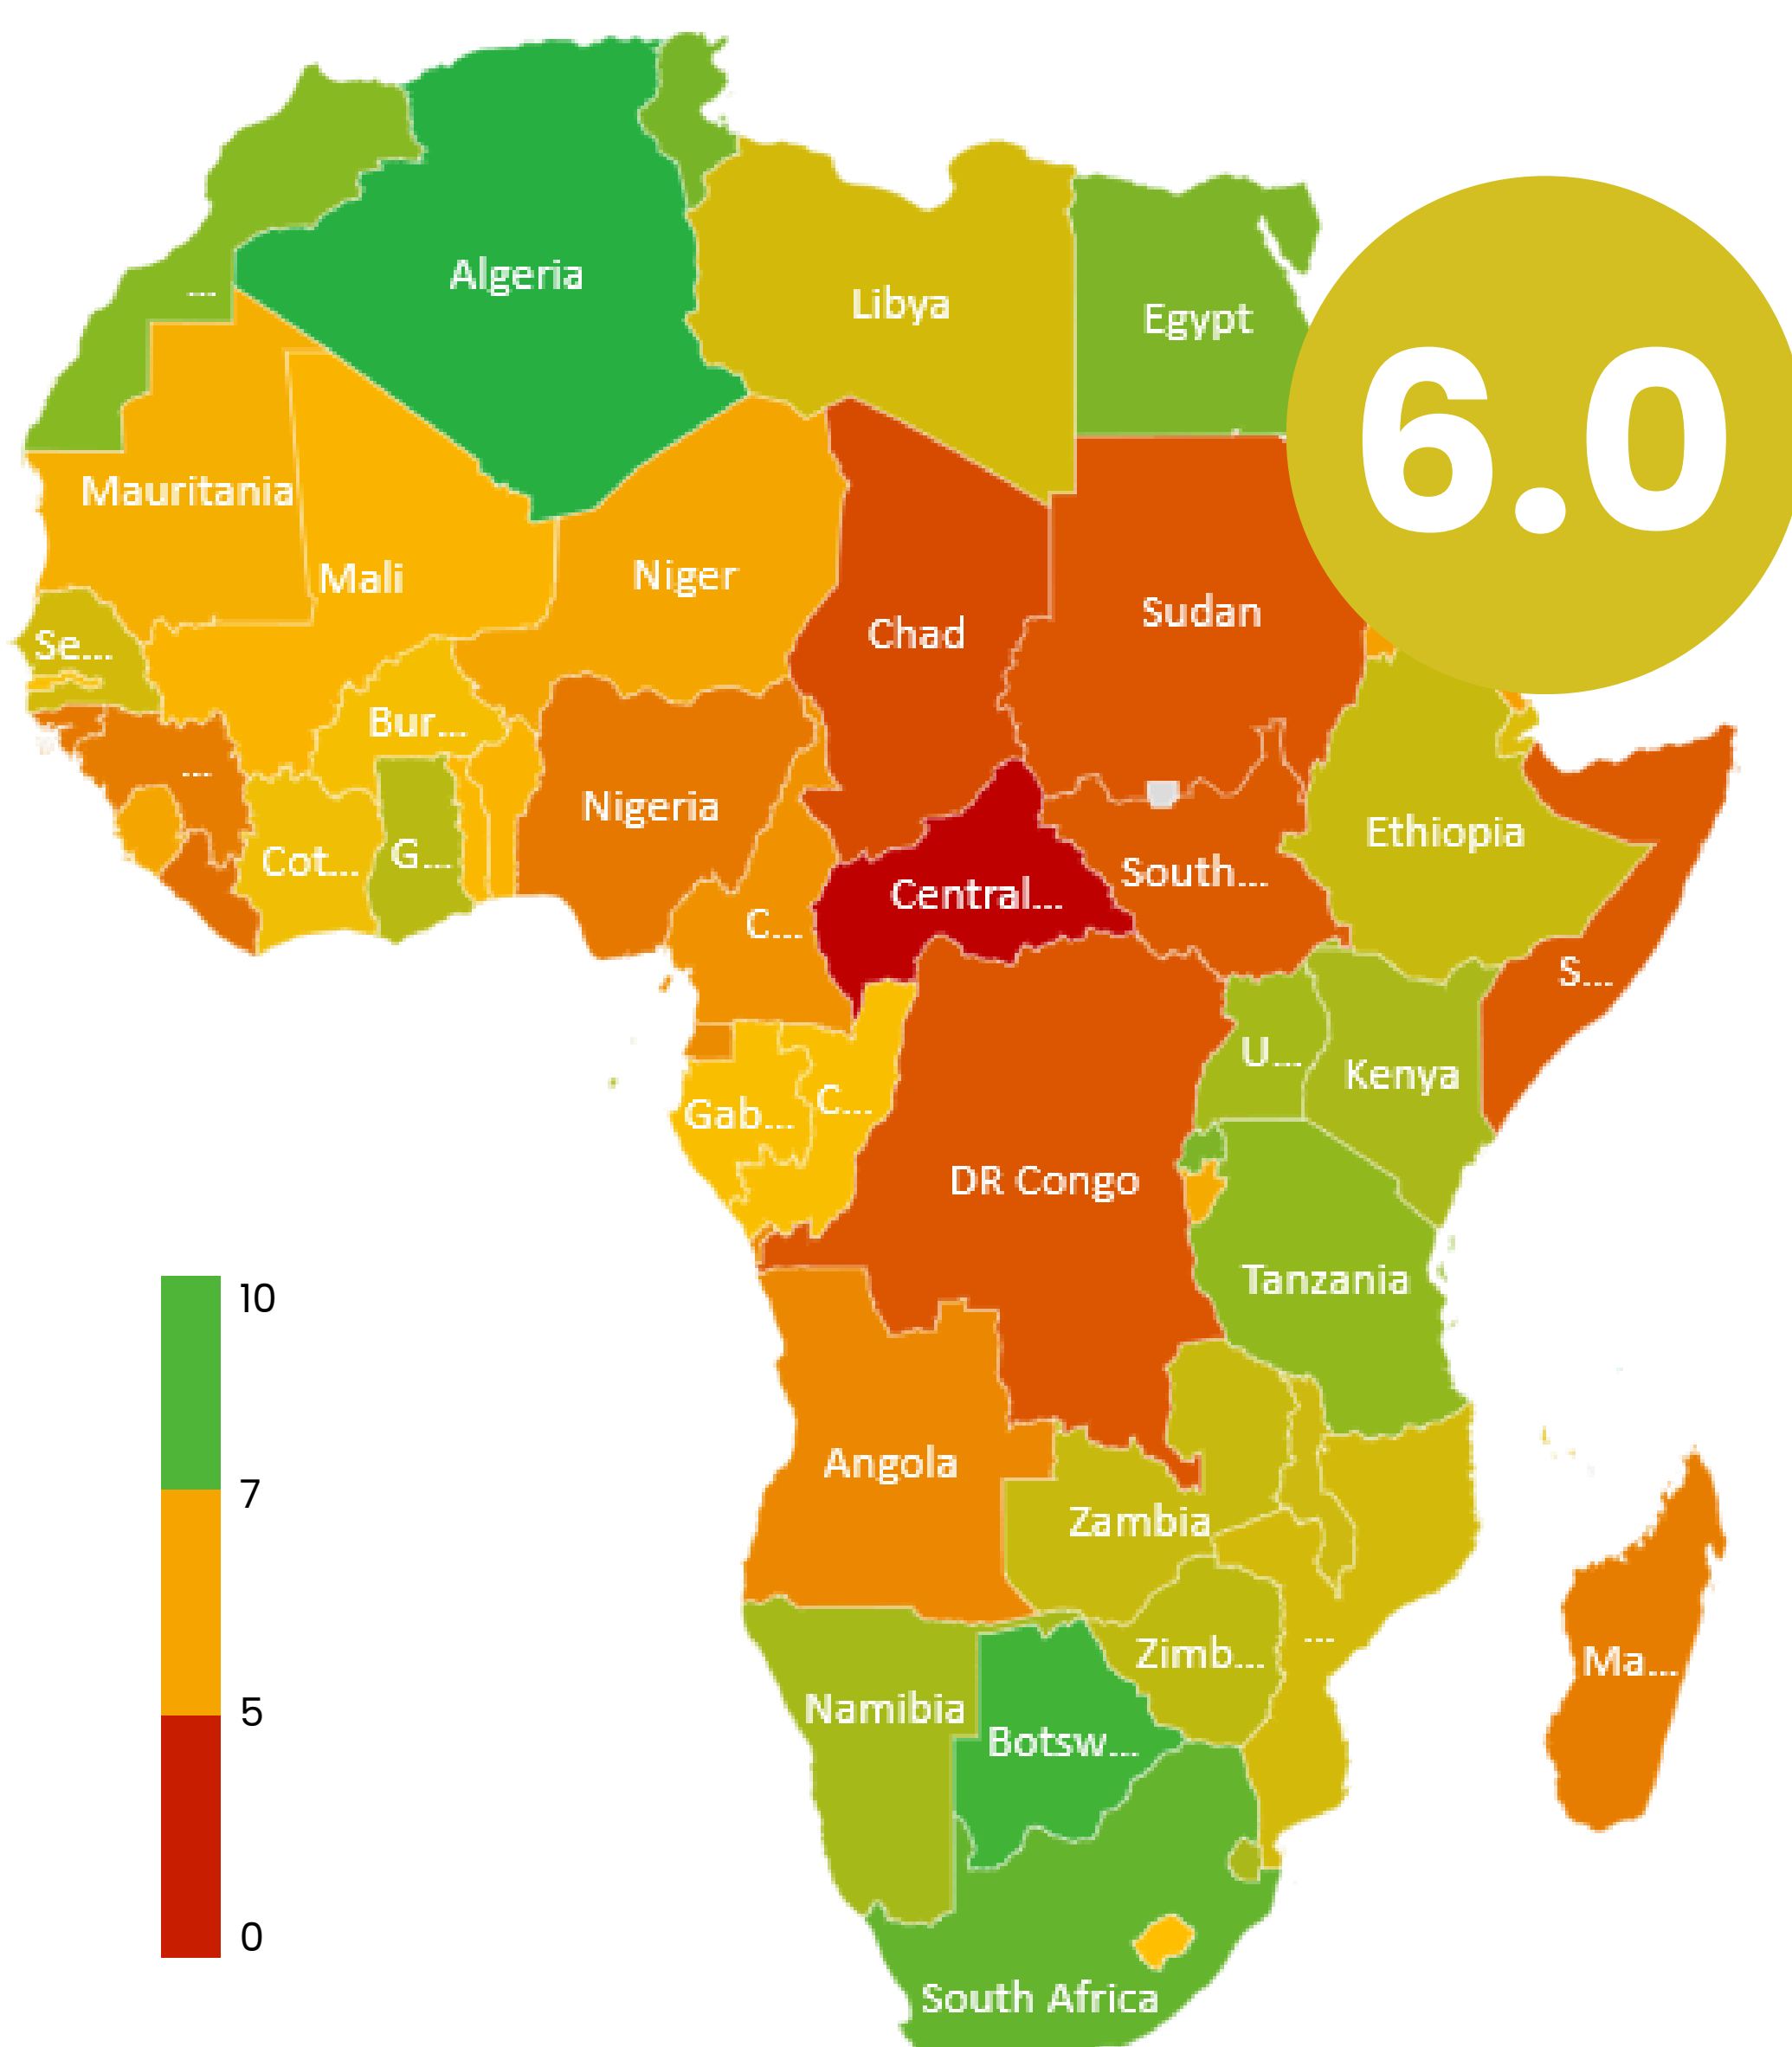 Algeria
Libya
Egypt
6.0
...
Mauritania
Mali
Niger
Chad
Sudan
Se...
Bur...
...
Nigeria
Cot...
G...
Ethiopia
Central...
South...
C...
S...
U...
Kenya
Gab...
C...
DR Congo
Tanzania
10
7
5
0
Angola
Zambia
Zimb...
...
Ma...
Namibia
Botsw...
South Africa